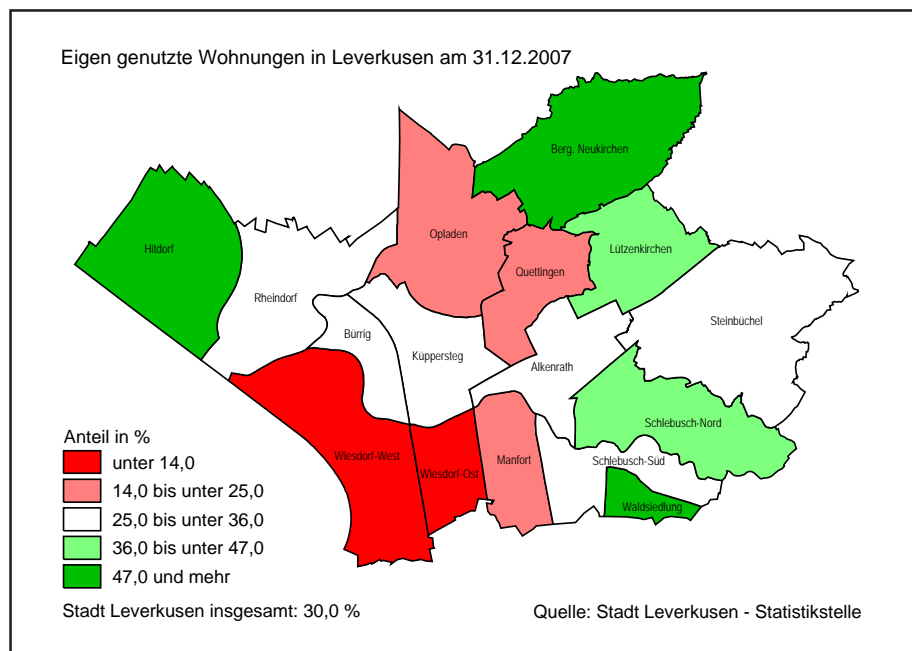 Eigen genutzte Wohnungen in Leverkusen am 31.12.2007
Berg. Neukirchen
Opladen
Hitdorf
Lützenkirchen
Quettingen
Rheindorf
Steinbüchel
Bürrig
Küppersteg
Alkenrath
Schlebusch-Nord
Wiesdorf-West
Wiesdorf-Ost
Manfort
Schlebusch-Süd
Waldsiedlung
Anteil in %
unter 14,0
14,0 bis unter 25,0
25,0 bis unter 36,0
36,0 bis unter 47,0
47,0 und mehr
Stadt Leverkusen insgesamt: 30,0 %
Quelle: Stadt Leverkusen - Statistikstelle